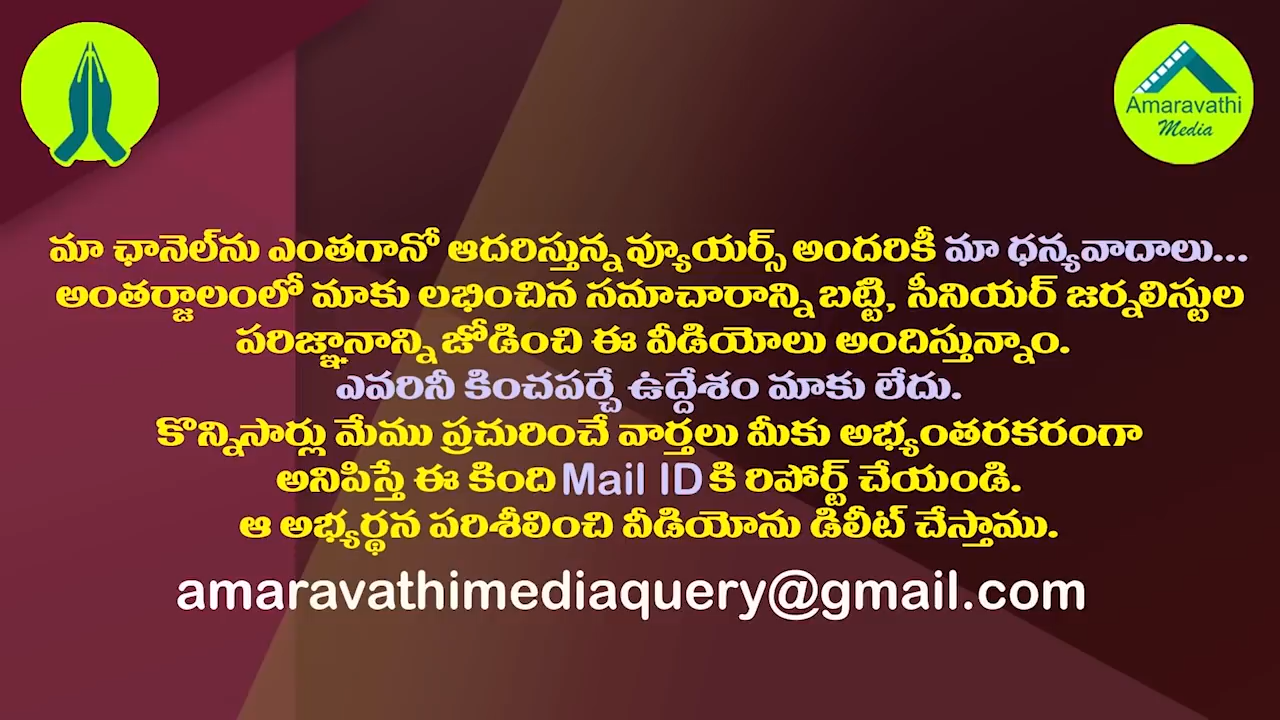 Amaravathi
Media
మా ఛానెల్‌ను ఎంతగానో ఆదరిస్తున్న వ్యూయర్స్ అందరికీ మా ధన్యవాదాలు...
అంతర్జాలంలో మాకు లభించిన సమాచారాన్ని బట్టి, సీనియర్ జర్నలిస్టుల
పరిజ్ఞానాన్ని జోడించి ఈ వీడియోలు అందిస్తున్నాం.
ఎవరినీ కించపర్చే ఉద్దేశం మాకు లేదు.
కొన్నిసార్లు మేము ప్రచురించే వార్తలు మీకు అభ్యంతరకరంగా
అనిపిస్తే ఈ కింది Mail ID కి రిపోర్ట్ చేయండి.
ఆ అభ్యర్థన పరిశీలించి వీడియోను డిలీట్ చేస్తాము.
amaravathimediaquery@gmail.com